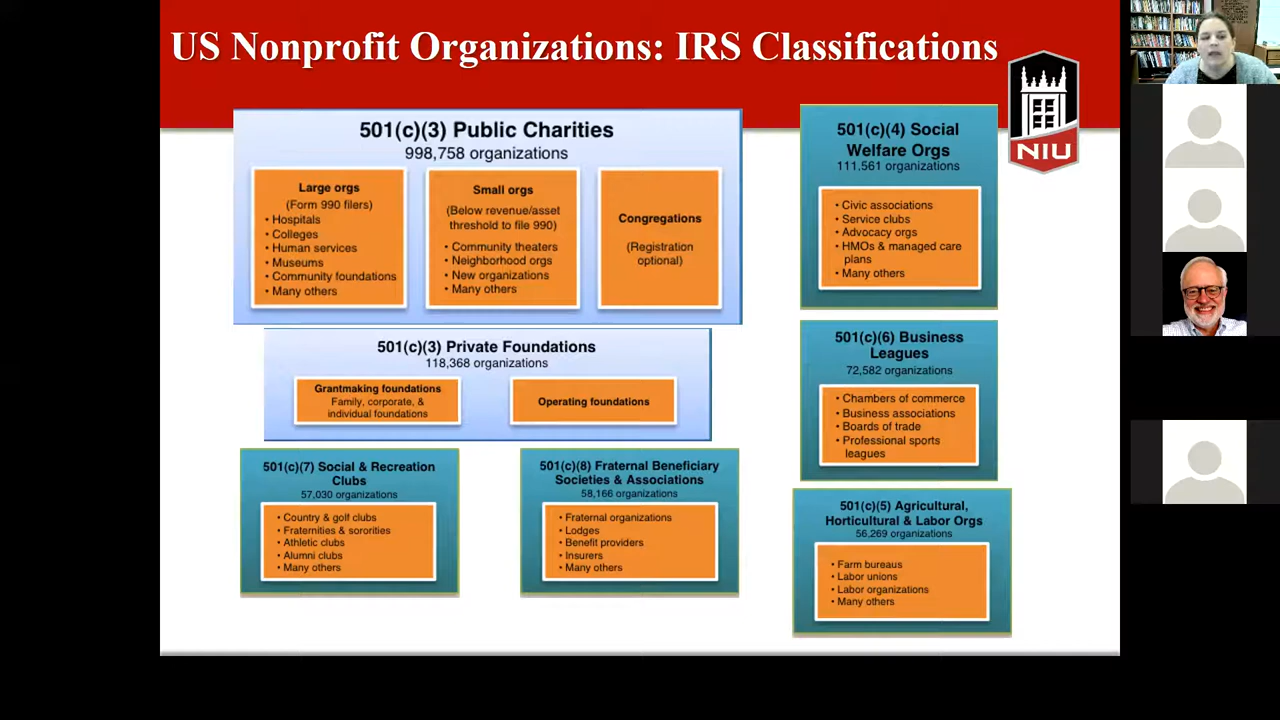 US Nonprofit Organizations: IRS Classifications
NIU
501(c)(3) Public Charities
998,758 organizations
Large orgs
(Form 990 filers)
• Hospitals
• Colleges
• Human services
• Museums
• Community foundations
• Many others
Small orgs
(Below revenue/asset
threshold to file 990)
• Community theaters
• Neighborhood orgs
• New organizations
• Many others
Congregations
(Registration
optional)
501(c)(4) Social
Welfare Orgs
111,561 organizations
• Civic associations
• Service clubs
• Advocacy orgs
• HMOs & managed care
plans
• Many others
501(c)(3) Private Foundations
118,368 organizations
Grantmaking foundations
Family, corporate, &
individual foundations
Operating foundations
501(c)(6) Business
Leagues
72,582 organizations
• Chambers of commerce
• Business associations
• Boards of trade
• Professional sports
leagues
501(c)(7) Social & Recreation
Clubs
57,030 organizations
• Country & golf clubs
• Fraternities & sororities
• Athletic clubs
• Alumni clubs
• Many others
501(c)(8) Fraternal Beneficiary
Societies & Associations
58,166 organizations
• Fraternal organizations
• Lodges
• Benefit providers
• Insurers
• Many others
501(c)(5) Agricultural,
Horticultural & Labor Orgs
56,269 organizations
• Farm bureaus
• Labor unions
• Labor organizations
• Many others